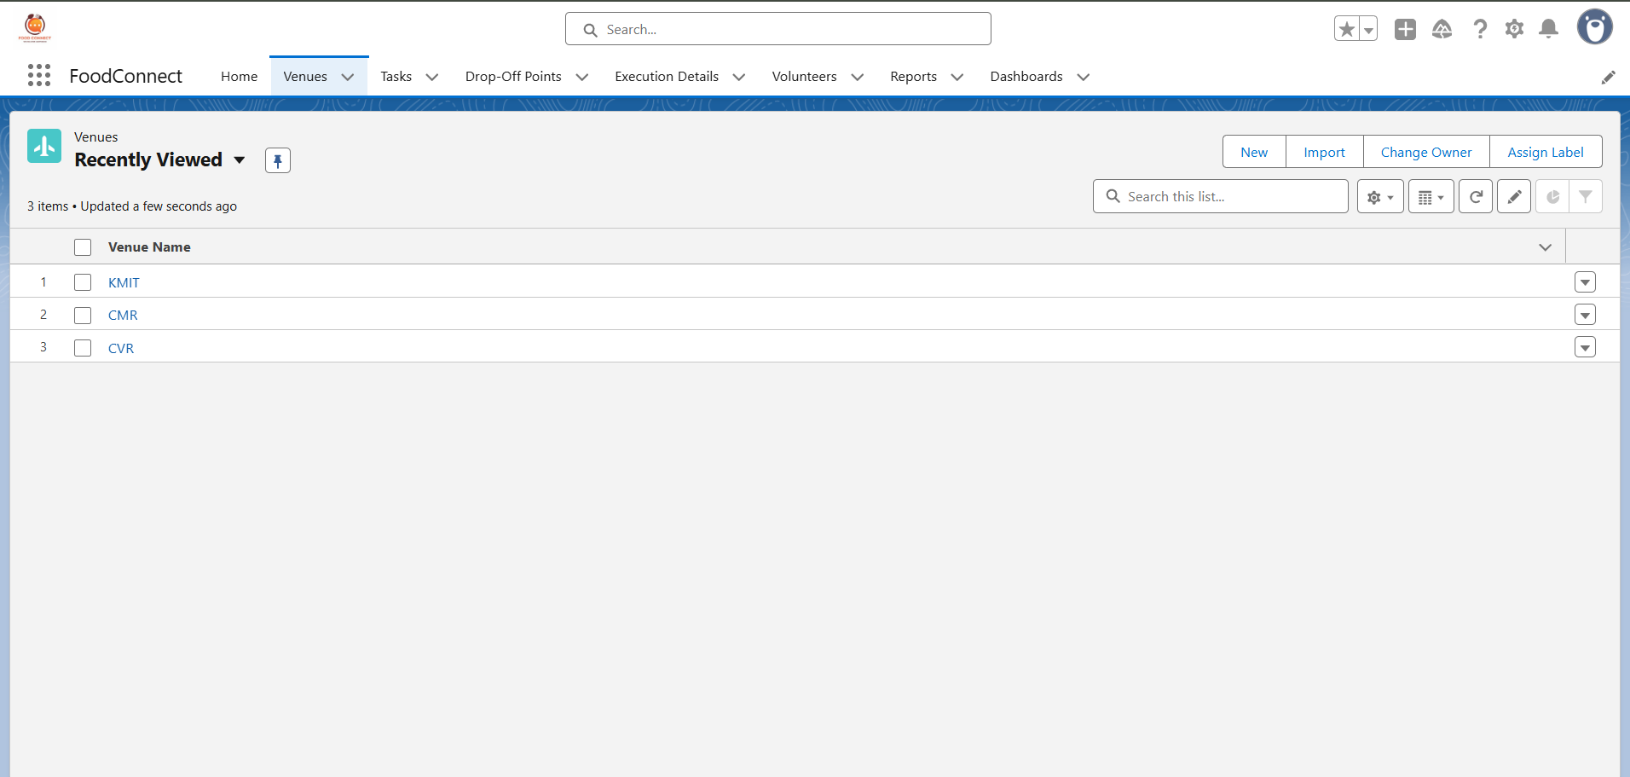 FOOD CONNECT
Search...
FoodConnect
Home
Venues
Tasks
Drop-Off Points
Execution Details
Volunteers
Reports
Dashboards
Venues
Recently Viewed
New
Import
Change Owner
Assign Label
3 items • Updated a few seconds ago
Search this list...
Venue Name
1 KMIT
2 CMR
3 CVR